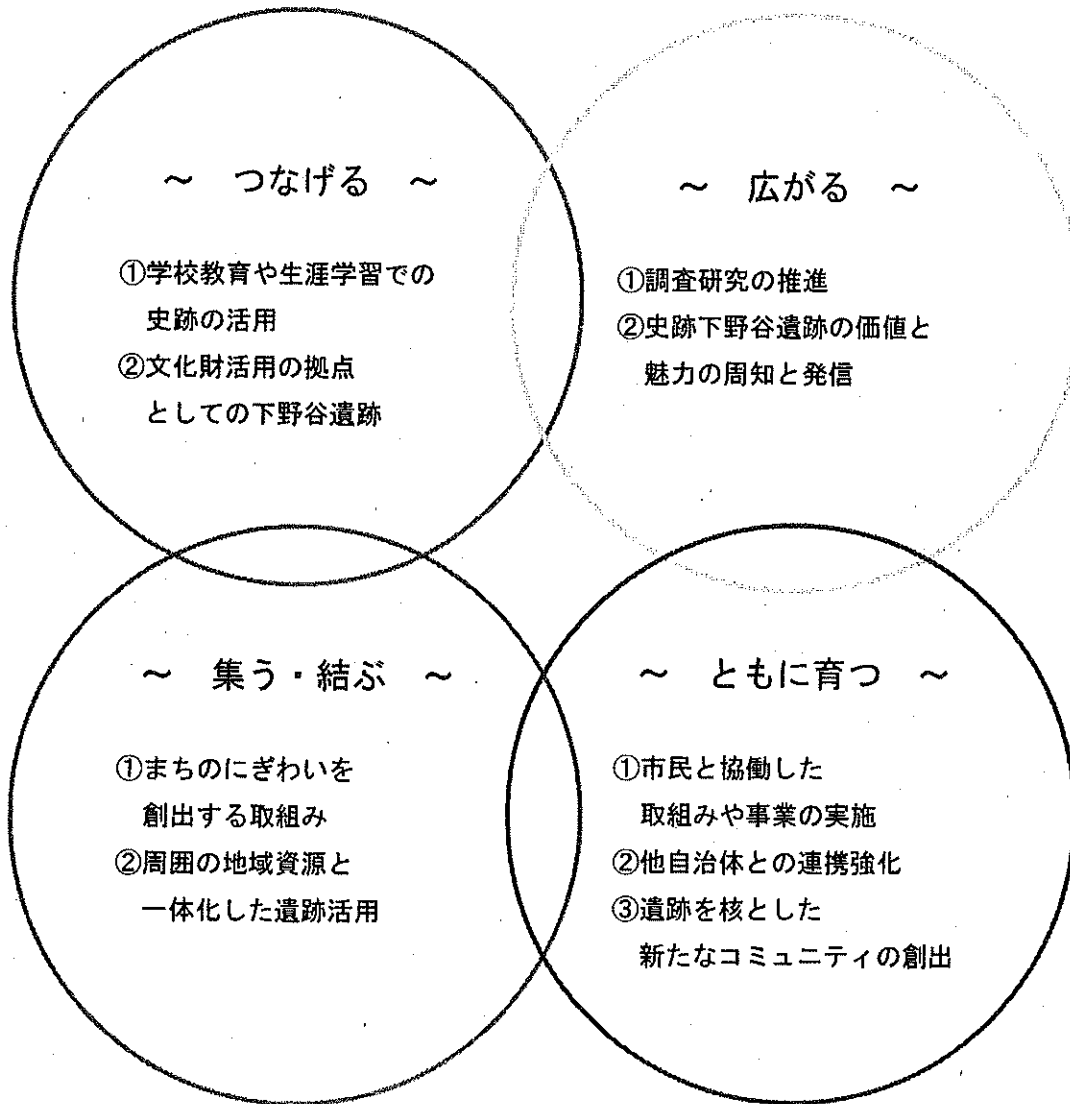 ～ つなげる ～
①学校教育や生涯学習での
史跡の活用
②文化財活用の拠点
としての下野谷遺跡
～ 広がる ～
①調査研究の推進
②史跡下野谷遺跡の価値と
魅力の周知と発信
～ 集う・結ぶ ～
①まちのにぎわいを
創出する取組み
②周囲の地域資源と
一体化した遺跡活用
～ ともに育つ ～
①市民と協働した
取組みや事業の実施
②他自治体との連携強化
③遺跡を核とした
新たなコミュニティの創出